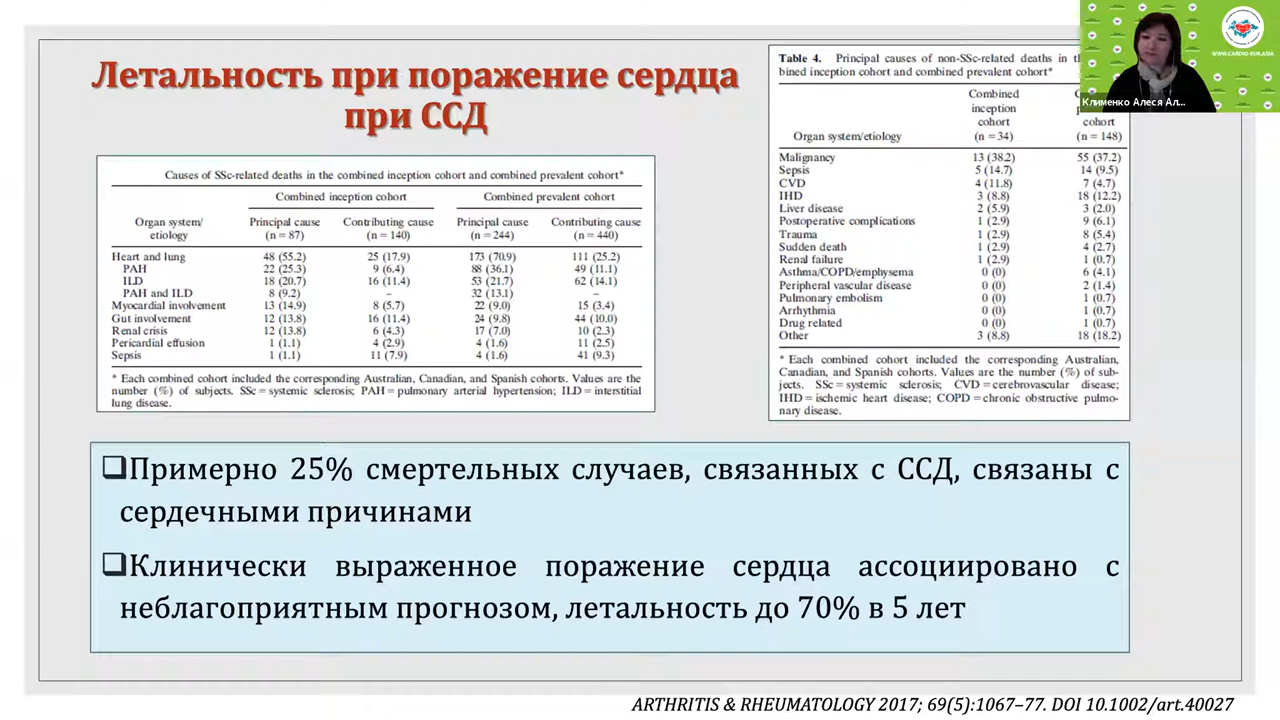 Летальность при поражение сердца
при ССД
Causes of SSc-related deaths in the combined inception cohort and combined prevalent cohort*
Combined inception cohort Combined prevalent cohort
Organ system/ Principal cause Contributing cause Principal cause Contributing cause
etiology (n = 87) (n = 140) (n = 244) (n = 440)
Heart and lung 48 (55.2) 25 (17.9) 173 (70.9) 111 (25.2)
PAH 22 (25.3) 9 (6.4) 88 (36.1) 49 (11.1)
ILD 18 (20.7) 16 (11.4) 53 (21.7) 62 (14.1)
PAH and ILD 8 (9.2) – 32 (13.1) –
Myocardial involvement 13 (14.9) 8 (5.7) 22 (9.0) 15 (3.4)
Gut involvement 12 (13.8) 16 (11.4) 24 (9.8) 44 (10.0)
Renal crisis 12 (13.8) 6 (4.3) 17 (7.0) 10 (2.3)
Pericardial effusion 1 (1.1) 4 (2.9) 4 (1.6) 11 (2.5)
Sepsis 1 (1.1) 11 (7.9) 4 (1.6) 41 (9.3)
* Each combined cohort included the corresponding Australian, Canadian, and Spanish cohorts. Values are the
number (%) of subjects. SSc = systemic sclerosis; PAH = pulmonary arterial hypertension; ILD = interstitial
lung disease.
Table 4. Principal causes of non-SSc-related deaths in
bined inception cohort and combined prevalent cohort*
Combined
inception
cohort cohort
Organ system/etiology (n = 34) (n = 148)
Malignancy 13 (38.2) 55 (37.2)
Sepsis 5 (14.7) 14 (9.5)
CVD 4 (11.8) 7 (4.7)
IHD 3 (8.8) 18 (12.2)
Liver disease 2 (5.9) 3 (2.0)
Postoperative complications 1 (2.9) 9 (6.1)
Trauma 1 (2.9) 8 (5.4)
Sudden death 1 (2.9) 4 (2.7)
Renal failure 1 (2.9) 1 (0.7)
Asthma/COPD/emphysema 0 (0) 6 (4.1)
Peripheral vascular disease 0 (0) 2 (1.4)
Pulmonary embolism 0 (0) 1 (0.7)
Arrhythmia 0 (0) 1 (0.7)
Drug related 0 (0) 1 (0.7)
Other 3 (8.8) 18 (18.2)
* Each combined cohort included the corresponding Australian,
Canadian, and Spanish cohorts. Values are the number (%) of sub-
jects. SSc = systemic sclerosis; CVD = cerebrovascular disease;
IHD = ischemic heart disease; COPD = chronic obstructive pulmo-
nary disease.
WWW.CARDIO-EUR.ASIA
Клименко Алеся Ал...
❑Примерно 25% смертельных случаев, связанных с ССД, связаны с
сердечными причинами
❑Клинически выраженное поражение сердца ассоциировано с
неблагоприятным прогнозом, летальность до 70% в 5 лет
ARTHRITIS & RHEUMATOLOGY 2017; 69(5):1067–77. DOI 10.1002/art.40027